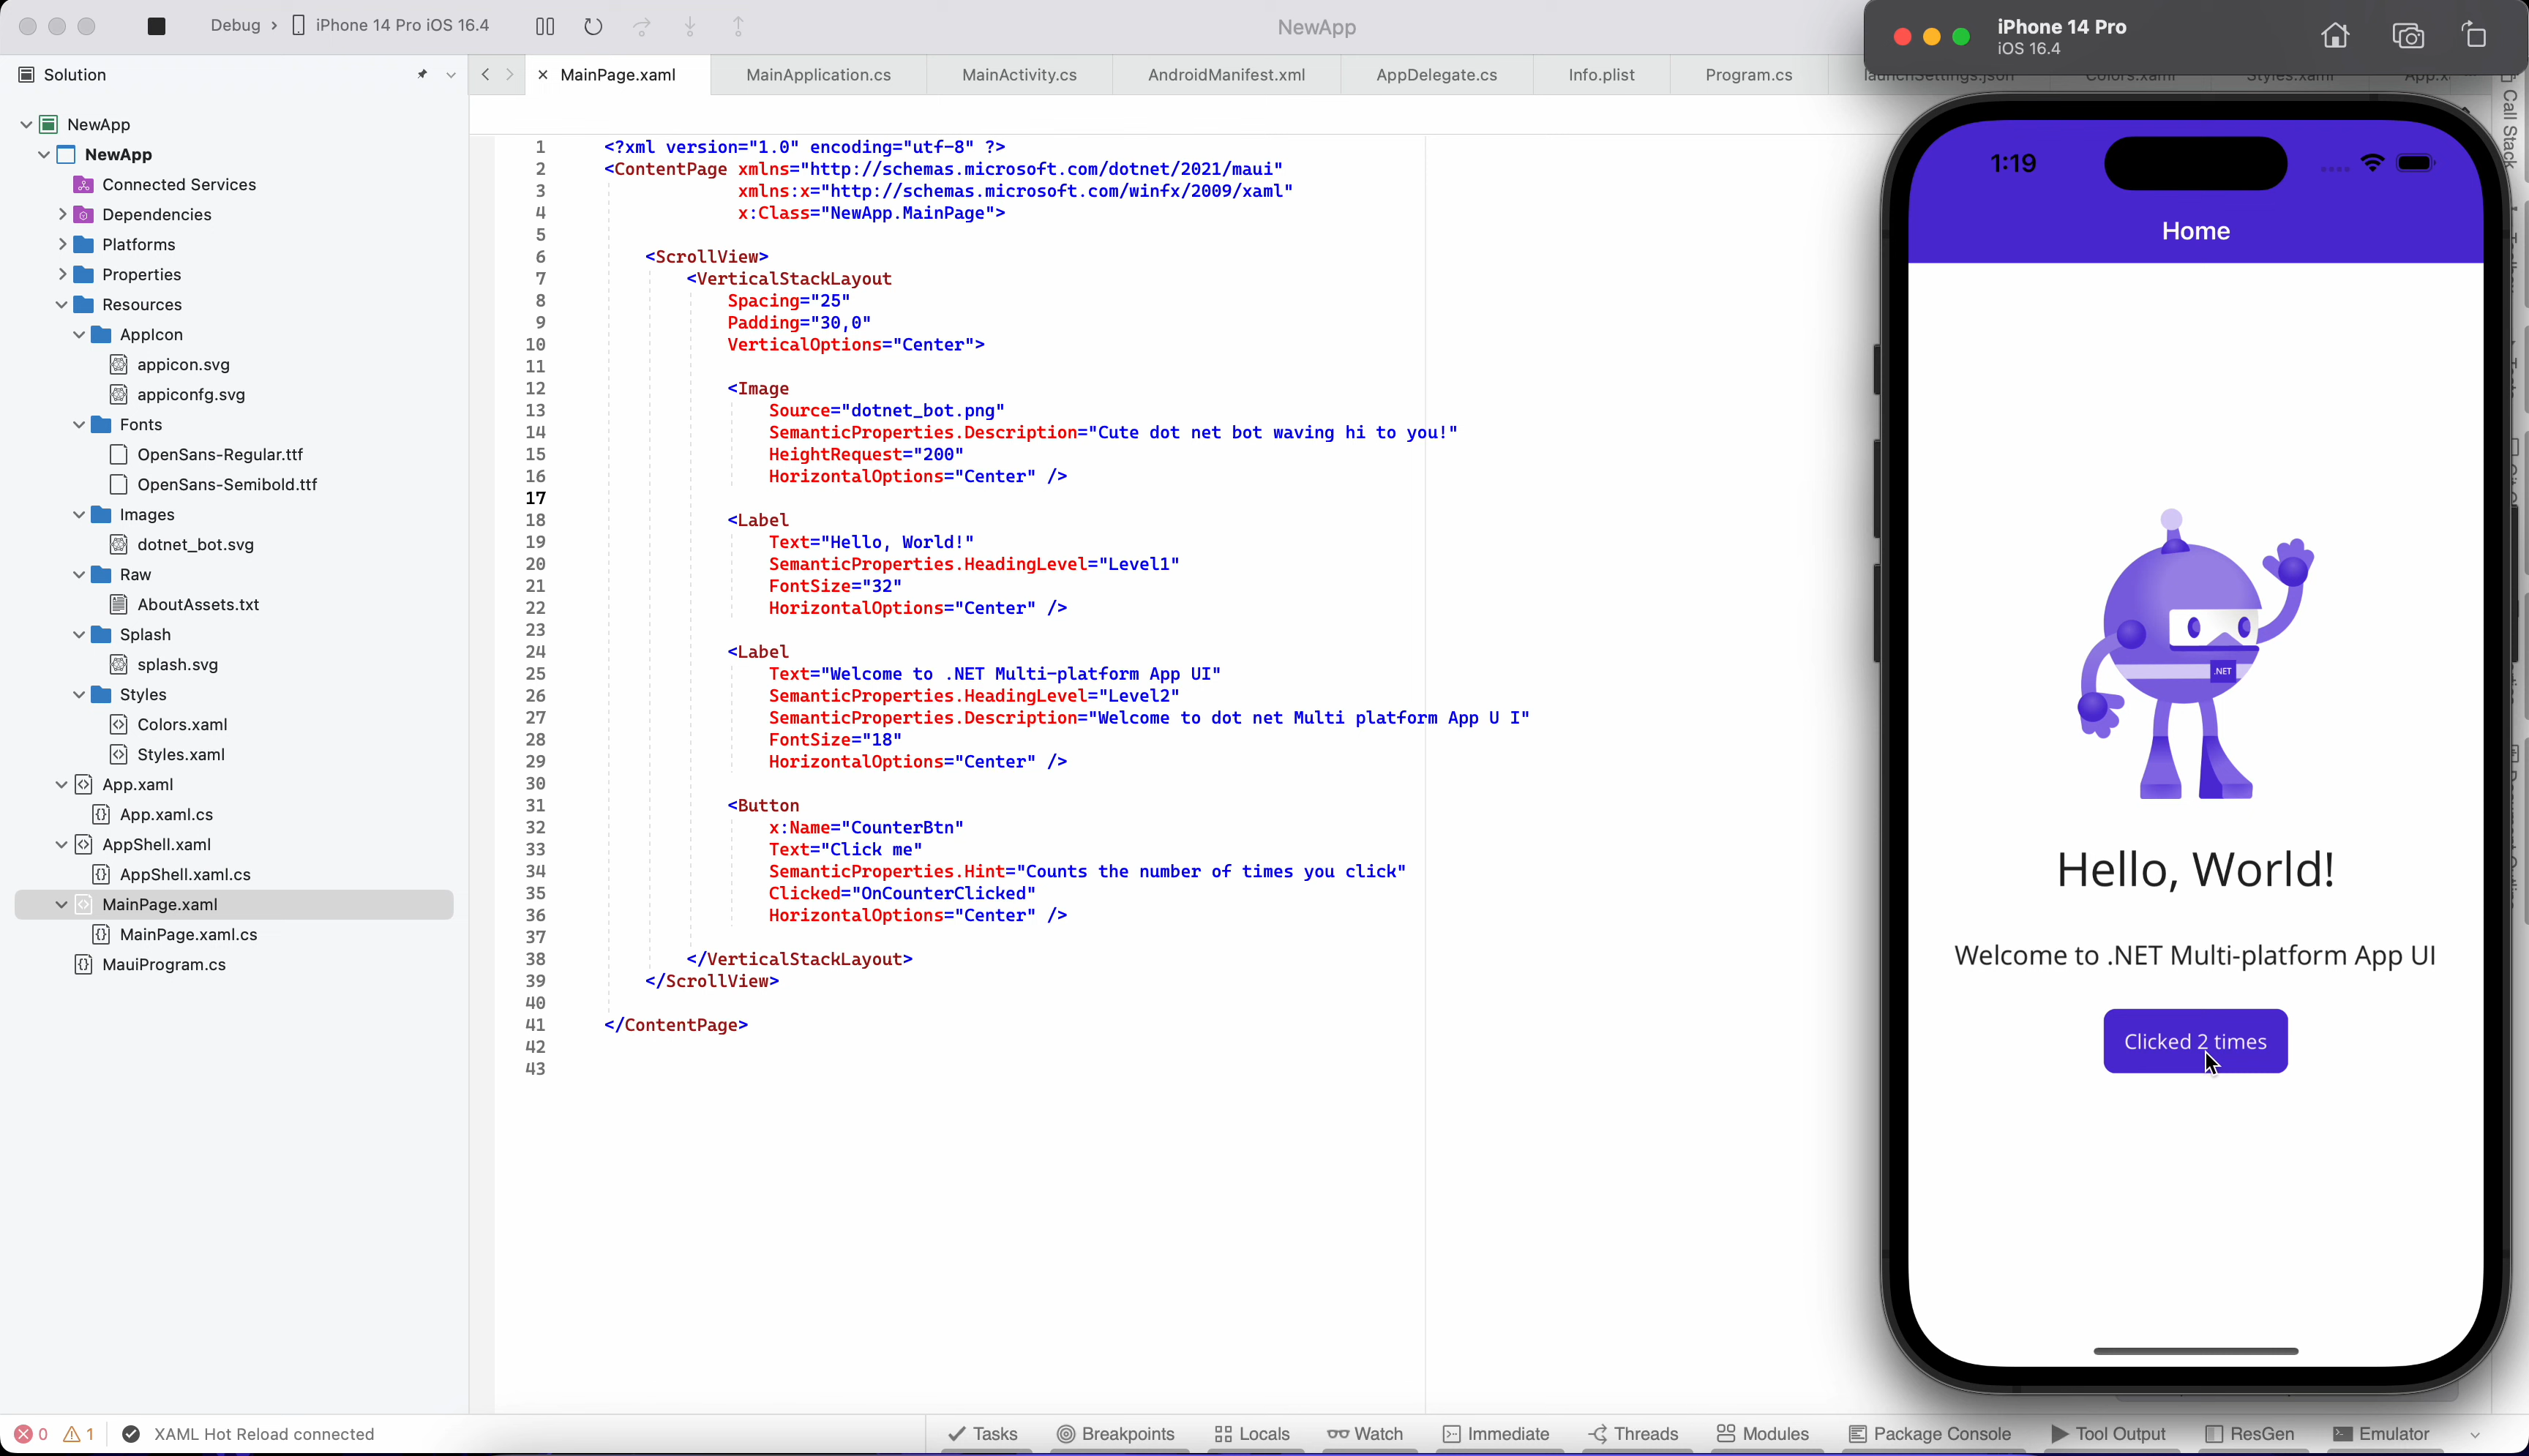 Debug › iPhone 14 Pro iOS 16.4
NewApp
iPhone 14 Pro
iOS 16.4
Solution
MainPage.xaml
MainApplication.cs
MainActivity.cs
AndroidManifest.xml
AppDelegate.cs
Info.plist
Program.cs
launchSettings.json
Colors.xaml
Styles.xaml
Call Stack
NewApp
NewApp
Connected Services
Dependencies
Platforms
Properties
Resources
AppIcon
appicon.svg
appiconfg.svg
Fonts
OpenSans-Regular.ttf
OpenSans-Semibold.ttf
Images
dotnet_bot.svg
Raw
AboutAssets.txt
Splash
splash.svg
Styles
Colors.xaml
Styles.xaml
App.xaml
App.xaml.cs
AppShell.xaml
AppShell.xaml.cs
MainPage.xaml
MainPage.xaml.cs
MauiProgram.cs
1 <?xml version="1.0" encoding="utf-8" ?>
2 <ContentPage xmlns="http://schemas.microsoft.com/dotnet/2021/maui"
3 xmlns:x="http://schemas.microsoft.com/winfx/2009/xaml"
4 x:Class="NewApp.MainPage">
5
6 <ScrollView>
7 <VerticalStackLayout
8 Spacing="25"
9 Padding="30,0"
10 VerticalOptions="Center">
11
12 <Image
13 Source="dotnet_bot.png"
14 SemanticProperties.Description="Cute dot net bot waving hi to you!"
15 HeightRequest="200"
16 HorizontalOptions="Center" />
17
18 <Label
19 Text="Hello, World!"
20 SemanticProperties.HeadingLevel="Level1"
21 FontSize="32"
22 HorizontalOptions="Center" />
23
24 <Label
25 Text="Welcome to .NET Multi-platform App UI"
26 SemanticProperties.HeadingLevel="Level2"
27 SemanticProperties.Description="Welcome to dot net Multi platform App U I"
28 FontSize="18"
29 HorizontalOptions="Center" />
30
31 <Button
32 x:Name="CounterBtn"
33 Text="Click me"
34 SemanticProperties.Hint="Counts the number of times you click"
35 Clicked="OnCounterClicked"
36 HorizontalOptions="Center" />
37
38 </VerticalStackLayout>
39 </ScrollView>
40
41 </ContentPage>
42
43
1:19
Home
.NET
Hello, World!
Welcome to .NET Multi-platform App UI
Clicked 2 times
0
1
XAML Hot Reload connected
Tasks
Breakpoints
Locals
Watch
Immediate
Threads
Modules
Package Console
Tool Output
ResGen
Emulator